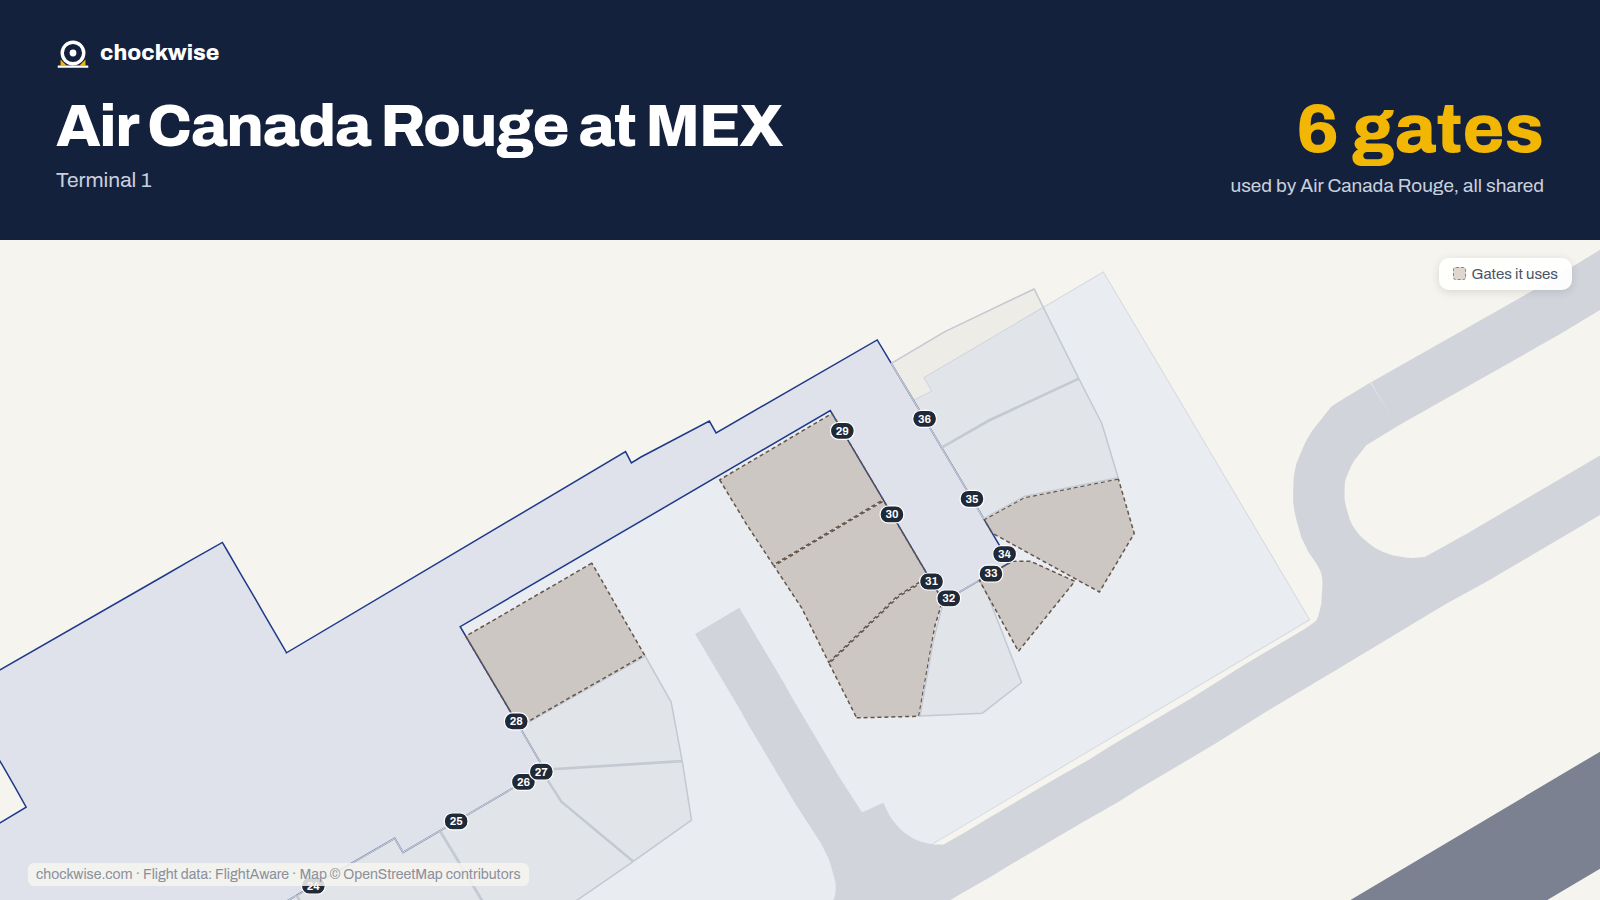 chockwise
Air Canada Rouge at MEX
Terminal 1
6 gates
used by Air Canada Rouge, all shared
Gates it uses
29
36
35
30
34
33
31
32
28
27
26
25
24
chockwise.com · Flight data: FlightAware · Map © OpenStreetMap contributors